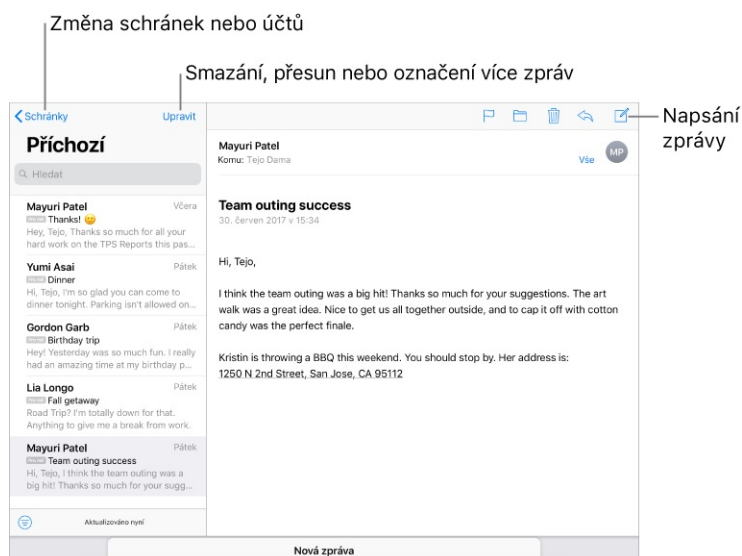 Změna schránek nebo účtů
Smazání, přesun nebo označení více zpráv
Napsání
zprávy
Schránky
Upravit
Příchozí
Hledat
Mayuri Patel Včera
Thanks! 😀
Hey, Tejo, Thanks so much for all your
hard work on the TPS Reports this pas...
Yumi Asai Pátek
Dinner
Hi, Tejo, I'm so glad you can come to
dinner tonight. Parking isn't allowed on...
Gordon Garb Pátek
Birthday trip
Hey! Yesterday was so much fun. I really
had an amazing time at my birthday p...
Lia Longo Pátek
Fall getaway
Road Trip? I'm totally down for that.
Anything to give me a break from work.
Mayuri Patel Pátek
Team outing success
Hi, Tejo, I think the team outing was a
big hit! Thanks so much for your sugg...
Aktualizováno nyní
Mayuri Patel
Komu: Tejo Dama
Vše
MP
Team outing success
30. červen 2017 v 15:34
Hi, Tejo,
I think the team outing was a big hit! Thanks so much for your suggestions. The art
walk was a great idea. Nice to get us all together outside, and to cap it off with cotton
candy was the perfect finale.
Kristin is throwing a BBQ this weekend. You should stop by. Her address is:
1250 N 2nd Street, San Jose, CA 95112
Nová zpráva